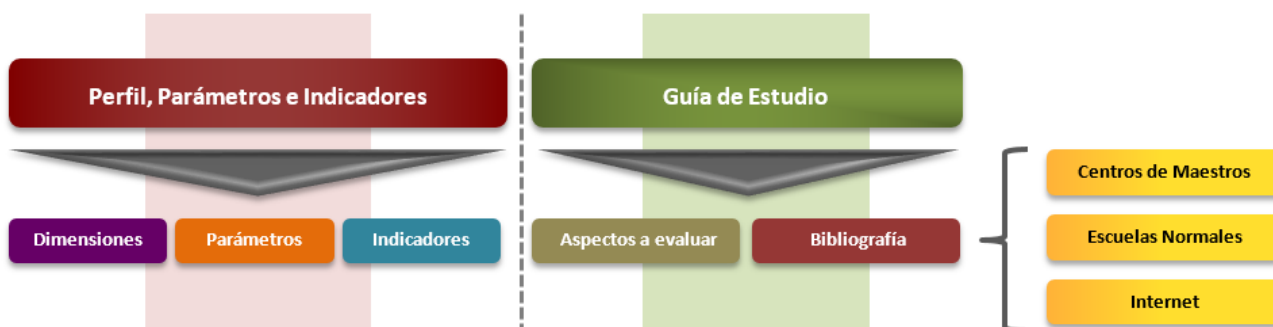 Perfil, Parámetros e Indicadores
Guía de Estudio
Dimensiones
Parámetros
Indicadores
Aspectos a evaluar
Bibliografía
Centros de Maestros
Escuelas Normales
Internet